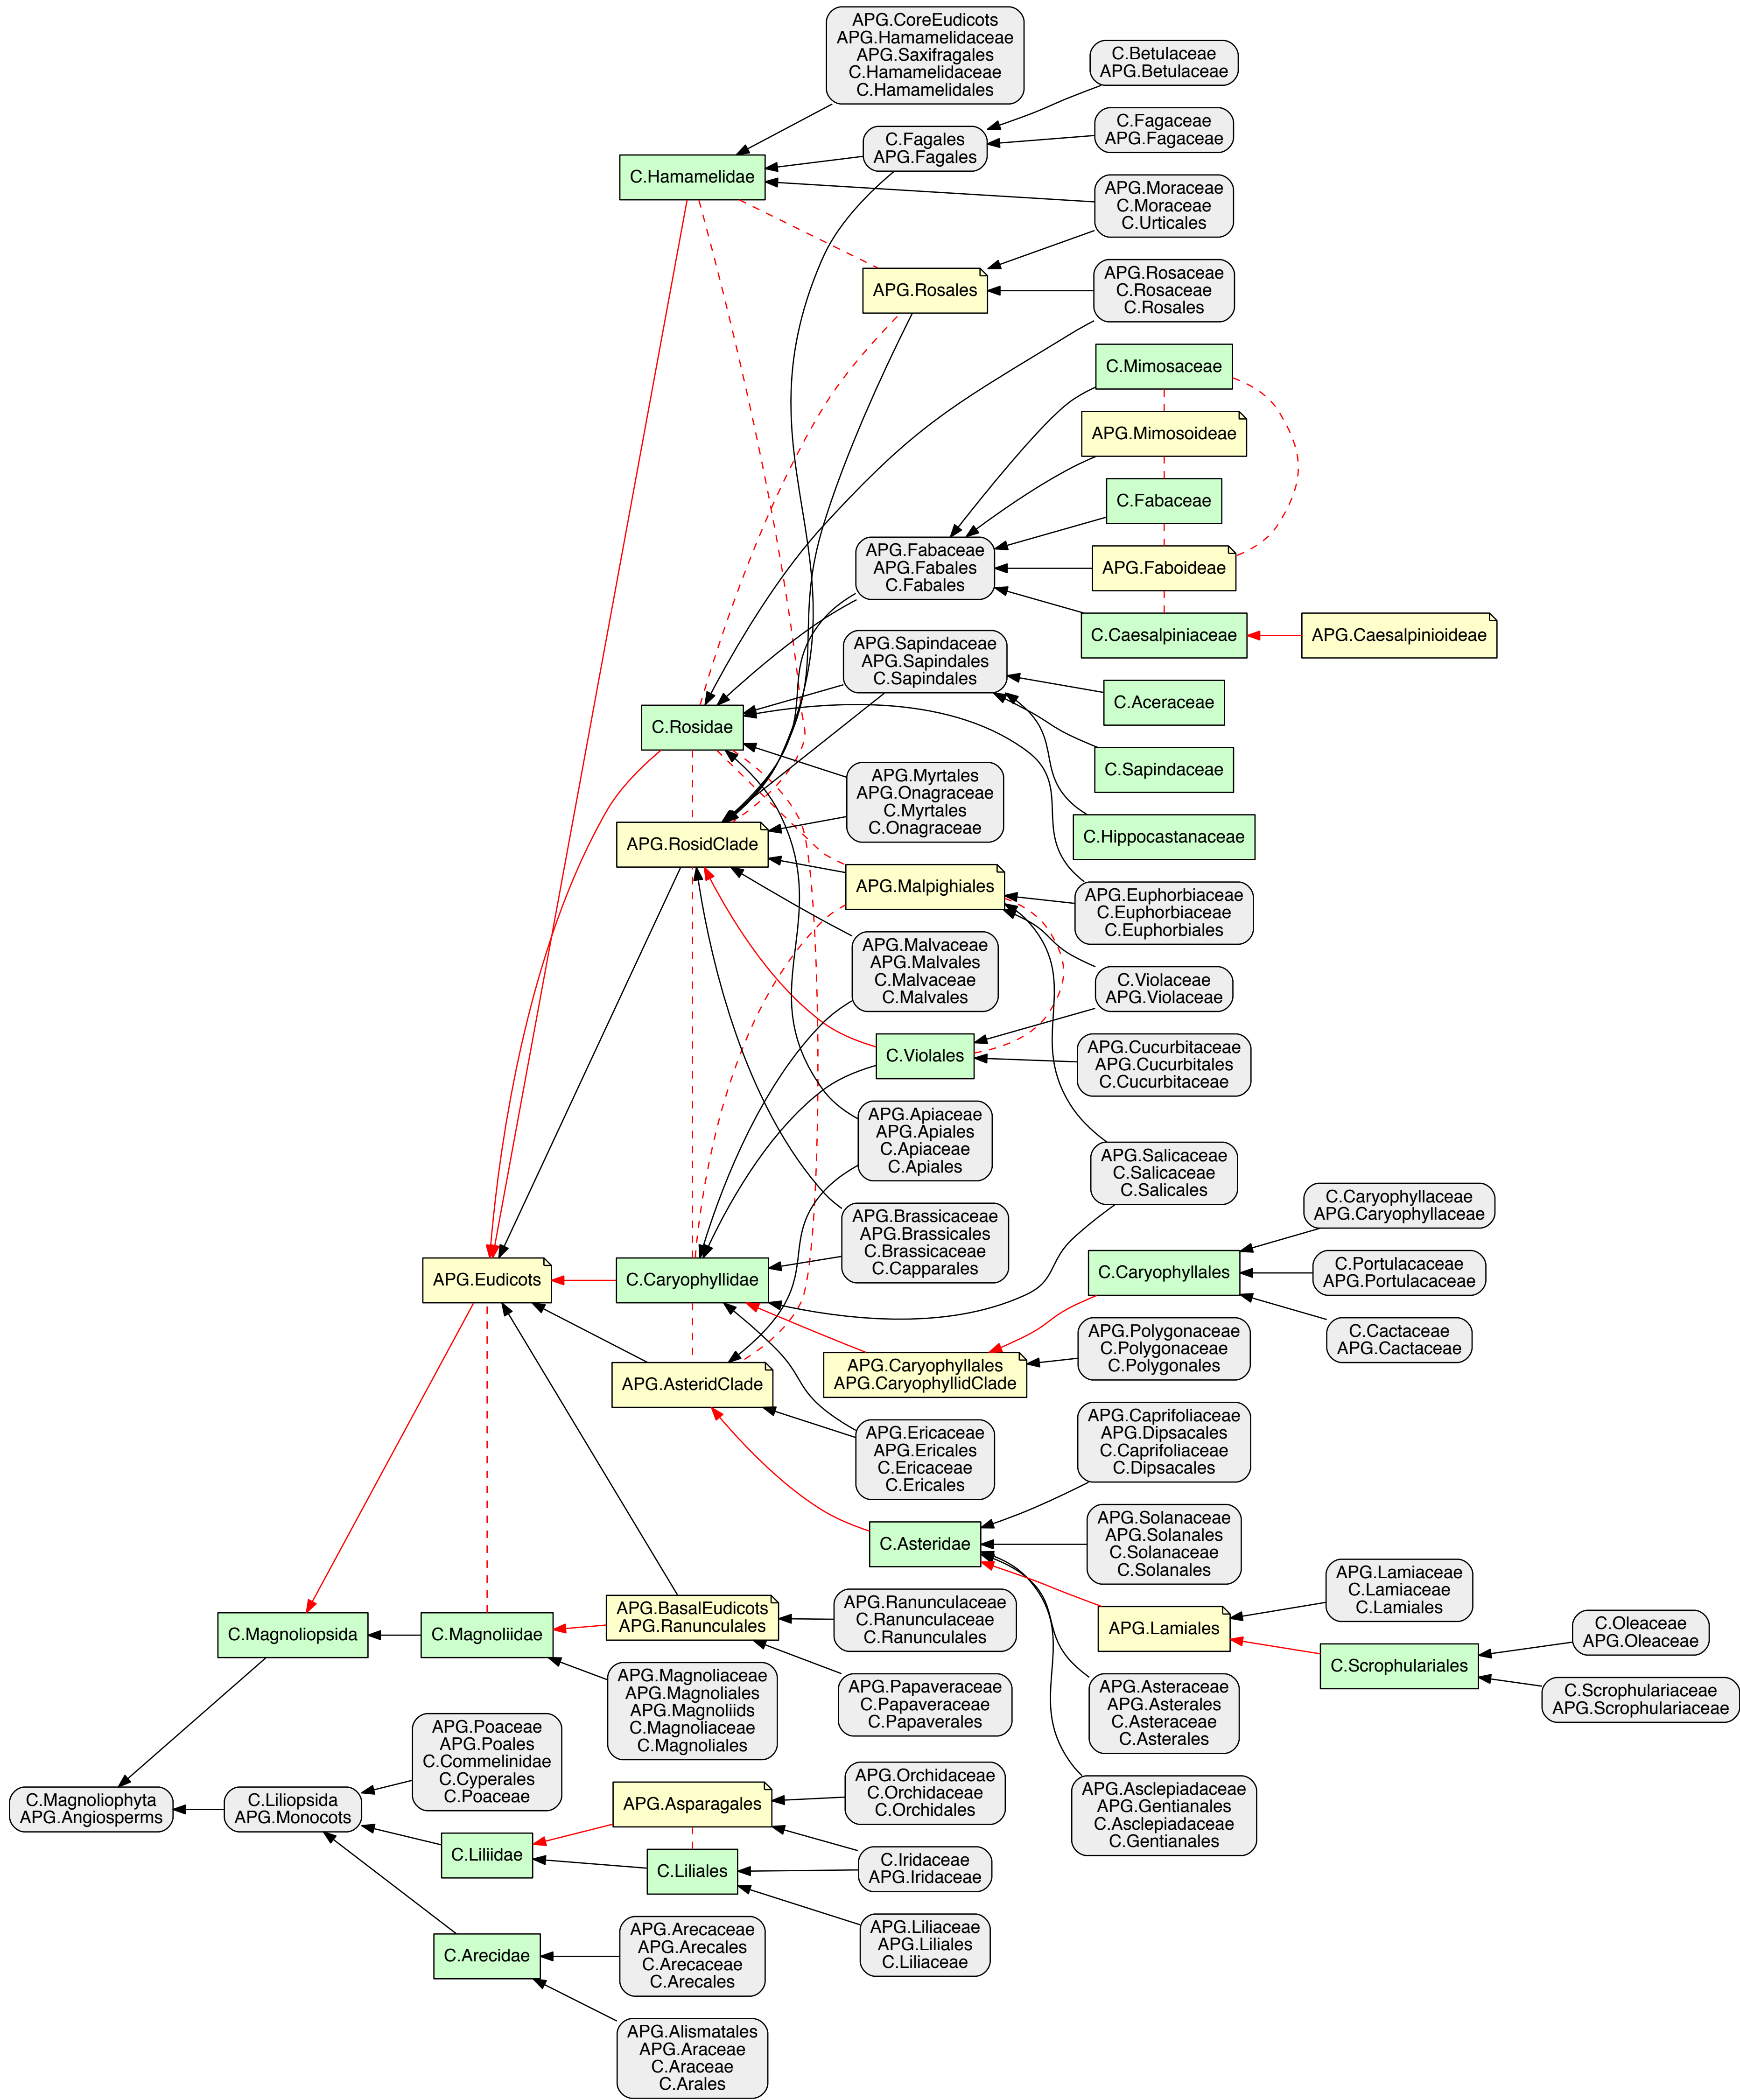 APG.CoreEudicots
APG.Hamamelidaceae
APG.Saxifragales
C.Hamamelidaceae
C.Hamamelidales
C.Betulaceae
APG.Betulaceae
C.Fagaceae
APG.Fagaceae
C.Fagales
APG.Fagales
C.Hamamelidae
APG.Moraceae
C.Moraceae
C.Urticales
APG.Rosales
APG.Rosaceae
C.Rosaceae
C.Rosales
C.Mimosaceae
APG.Mimosoideae
C.Fabaceae
APG.Fabaceae
APG.Fabales
C.Fabales
APG.Faboideae
C.Caesalpiniaceae
APG.Caesalpinioideae
APG.Sapindaceae
APG.Sapindales
C.Sapindales
C.Aceraceae
C.Rosidae
C.Sapindaceae
APG.Myrtales
APG.Onagraceae
C.Myrtales
C.Onagraceae
C.Hippocastanaceae
APG.RosidClade
APG.Malpighiales
APG.Euphorbiaceae
C.Euphorbiaceae
C.Euphorbiales
APG.Malvaceae
APG.Malvales
C.Malvaceae
C.Malvales
C.Violaceae
APG.Violaceae
C.Violales
APG.Cucurbitaceae
APG.Cucurbitales
C.Cucurbitaceae
APG.Apiaceae
APG.Apiales
C.Apiaceae
C.Apiales
APG.Salicaceae
C.Salicaceae
C.Salicales
C.Caryophyllaceae
APG.Caryophyllaceae
APG.Brassicaceae
APG.Brassicales
C.Brassicaceae
C.Capparales
APG.Eudicots
C.Caryophyllidae
C.Caryophyllales
C.Portulacaceae
APG.Portulacaceae
C.Cactaceae
APG.Cactaceae
APG.Polygonaceae
C.Polygonaceae
C.Polygonales
APG.Caryophyllales
APG.CaryophyllidClade
APG.AsteridClade
APG.Caprifoliaceae
APG.Dipsacales
C.Caprifoliaceae
C.Dipsacales
APG.Ericaceae
APG.Ericales
C.Ericaceae
C.Ericales
APG.Solanaceae
APG.Solanales
C.Solanaceae
C.Solanales
C.Asteridae
APG.Lamiaceae
C.Lamiaceae
C.Lamiales
APG.BasalEudicots
APG.Ranunculales
APG.Ranunculaceae
C.Ranunculaceae
C.Ranunculales
APG.Lamiales
C.Oleaceae
APG.Oleaceae
C.Magnoliopsida
C.Magnoliidae
C.Scrophulariales
C.Scrophulariaceae
APG.Scrophulariaceae
APG.Magnoliaceae
APG.Magnoliales
APG.Magnoliids
C.Magnoliaceae
C.Magnoliales
APG.Papaveraceae
C.Papaveraceae
C.Papaverales
APG.Asteraceae
APG.Asterales
C.Asteraceae
C.Asterales
APG.Poaceae
APG.Poales
C.Commelinidae
C.Cyperales
C.Poaceae
C.Magnoliophyta
APG.Angiosperms
C.Liliopsida
APG.Monocots
APG.Asparagales
APG.Orchidaceae
C.Orchidaceae
C.Orchidales
APG.Asclepiadaceae
APG.Gentianales
C.Asclepiadaceae
C.Gentianales
C.Liliidae
C.Liliales
C.Iridaceae
APG.Iridaceae
APG.Liliaceae
APG.Liliales
C.Liliaceae
C.Arecidae
APG.Arecaceae
APG.Arecales
C.Arecaceae
C.Arecales
APG.Alismatales
APG.Araceae
C.Araceae
C.Arales